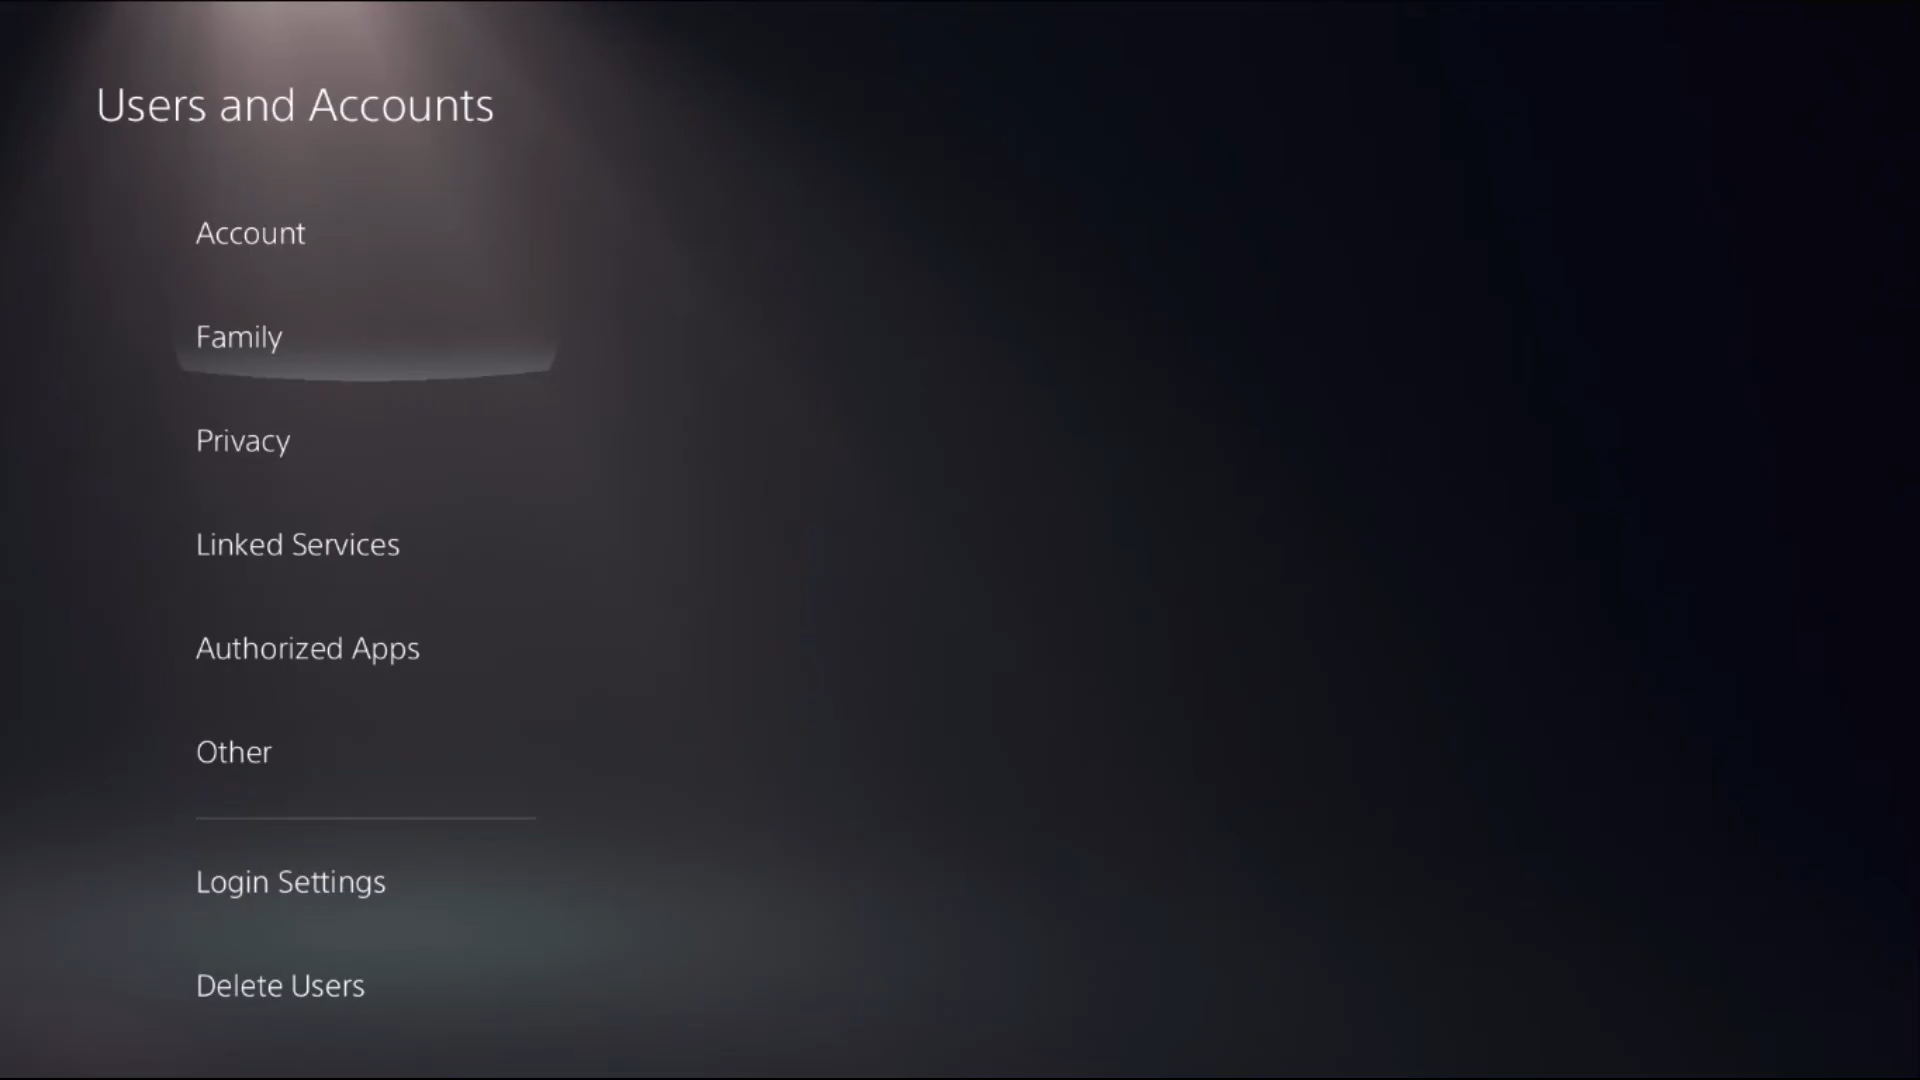 Users and Accounts
Account
Family
Privacy
Linked Services
Authorized Apps
Other
Login Settings
Delete Users